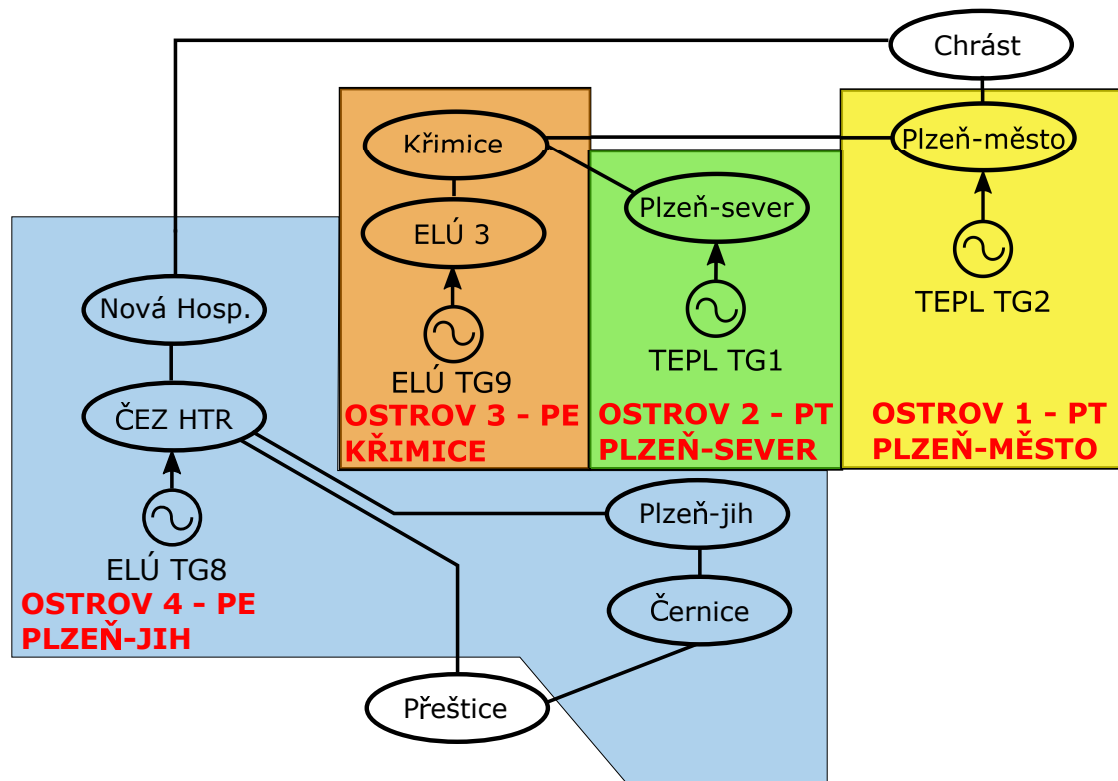 Chrást
Křimice
Plzeň-město
Plzeň-sever
ELÚ 3
Nová Hosp.
TEPL TG2
TEPL TG1
ELÚ TG9
ČEZ HTR
OSTROV 3 - PE
KŘIMICE
OSTROV 2 - PT
PLZEŇ-SEVER
OSTROV 1 - PT
PLZEŇ-MĚSTO
Plzeň-jih
ELÚ TG8
OSTROV 4 - PE
PLZEŇ-JIH
Černice
Přeštice